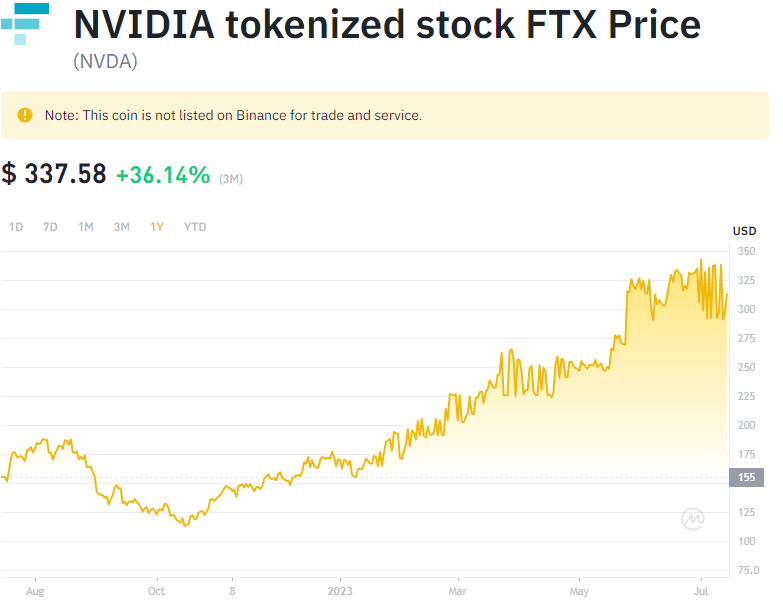 NVIDIA tokenized stock FTX Price
(NVDA)
Note: This coin is not listed on Binance for trade and service.
$ 337.58 +36.14% (3M)
1D 7D 1M 3M 1Y YTD
USD
350
325
300
275
250
225
200
175
155
125
100
75.0
Aug Oct 8 2023 Mar May Jul